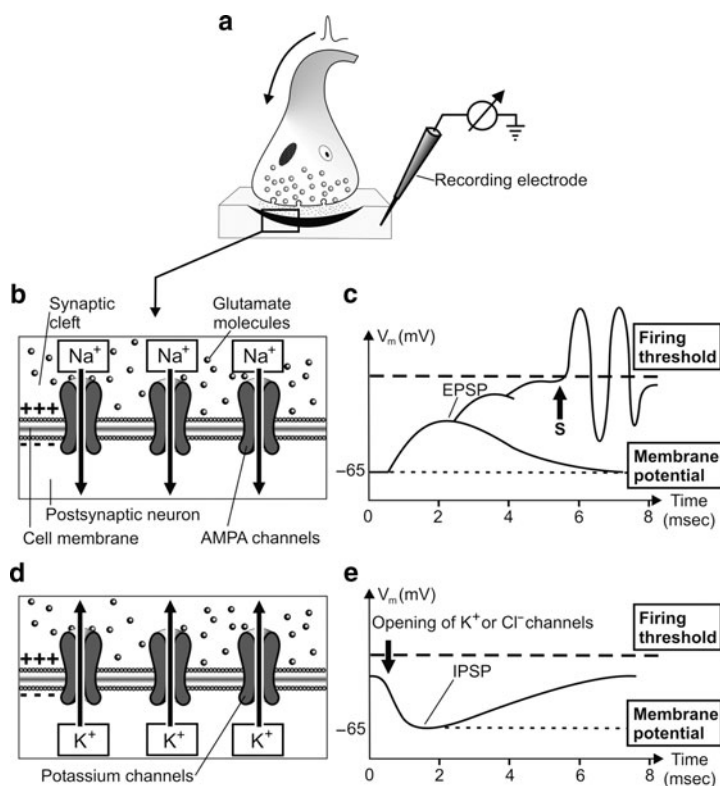 a
Recording electrode
b
Synaptic
cleft
Glutamate
molecules
Na⁺
Na⁺
Na⁺
+++
---
Postsynaptic neuron
Cell membrane
AMPA channels
c
Vₘ (mV)
Firing
threshold
EPSP
S
Membrane
potential
–65
0
2
4
6
8
Time
(msec)
d
+++
---
K⁺
K⁺
K⁺
Potassium channels
e
Vₘ (mV)
Opening of K⁺ or Cl⁻ channels
Firing
threshold
IPSP
Membrane
potential
–65
0
2
4
6
8
Time
(msec)